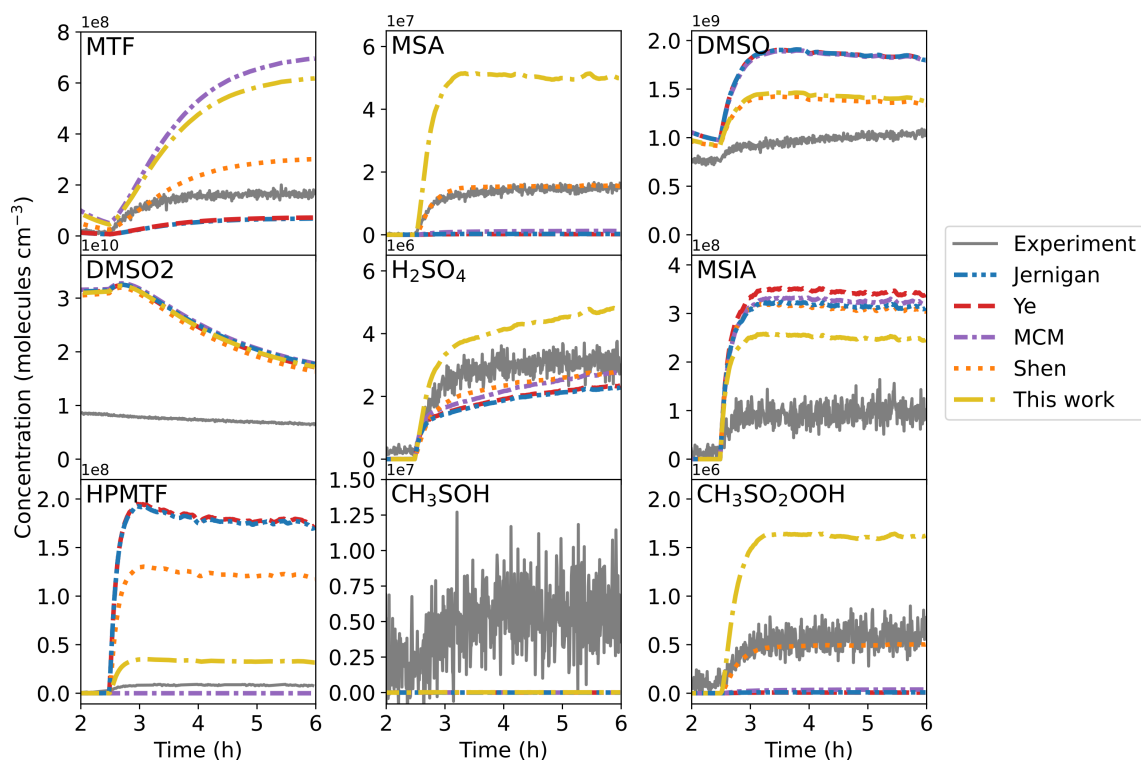 1e8 1e7 1e9
MTF MSA DMSO
8 6 2.0
6 4 1.5
4 2 1.0
2 0 0.5
0 0.0
1e10 1e6 1e8
DMSO2 H₂SO₄ MSIA
3 6 4
2 4 3
1 2 2
0 0 1
0
1e8 1e7 1e6
HPMTF CH₃SOH CH₃SO₂OOH
2.0 1.50 2.0
1.5 1.25 1.5
1.0 1.00 1.0
0.5 0.75 0.5
0.0 0.50 0.0
0.25
0.00
2 3 4 5 6 2 3 4 5 6 2 3 4 5 6
Time (h) Time (h) Time (h)
Concentration (molecules cm⁻³)
Experiment
Jernigan
Ye
MCM
Shen
This work